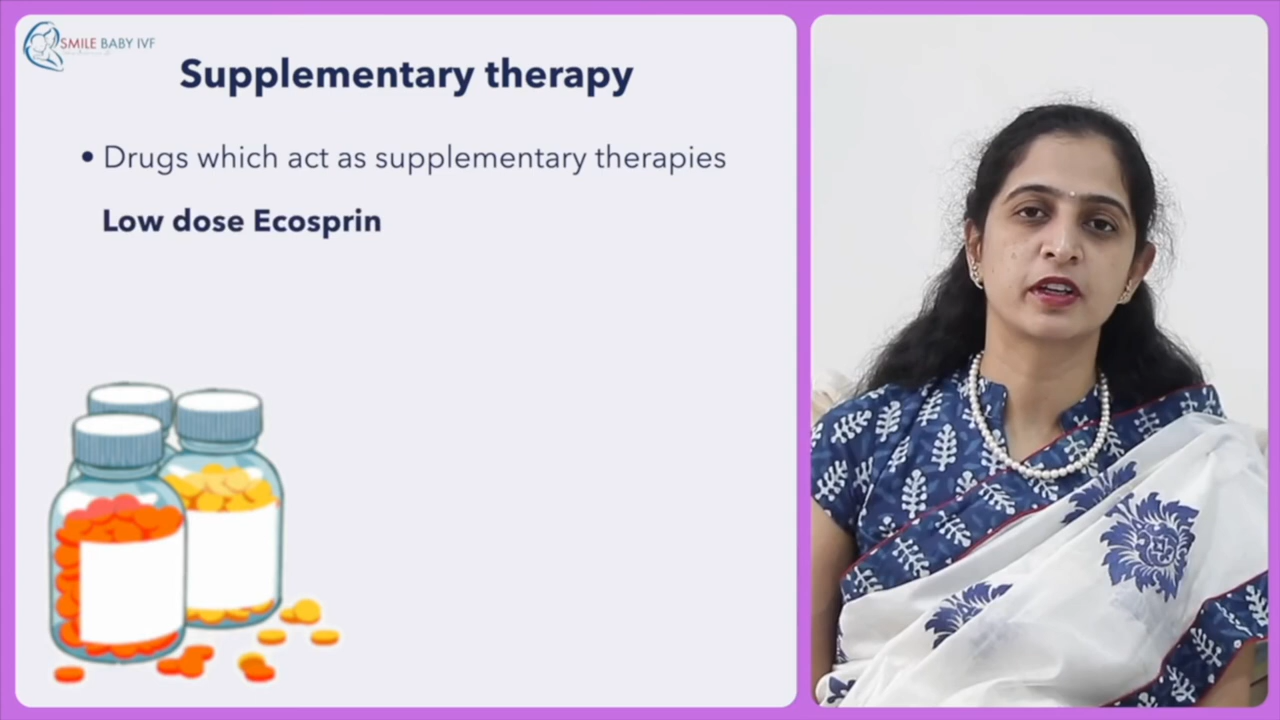 SMILE BABY IVF
Supplementary therapy
• Drugs which act as supplementary therapies
Low dose Ecosprin